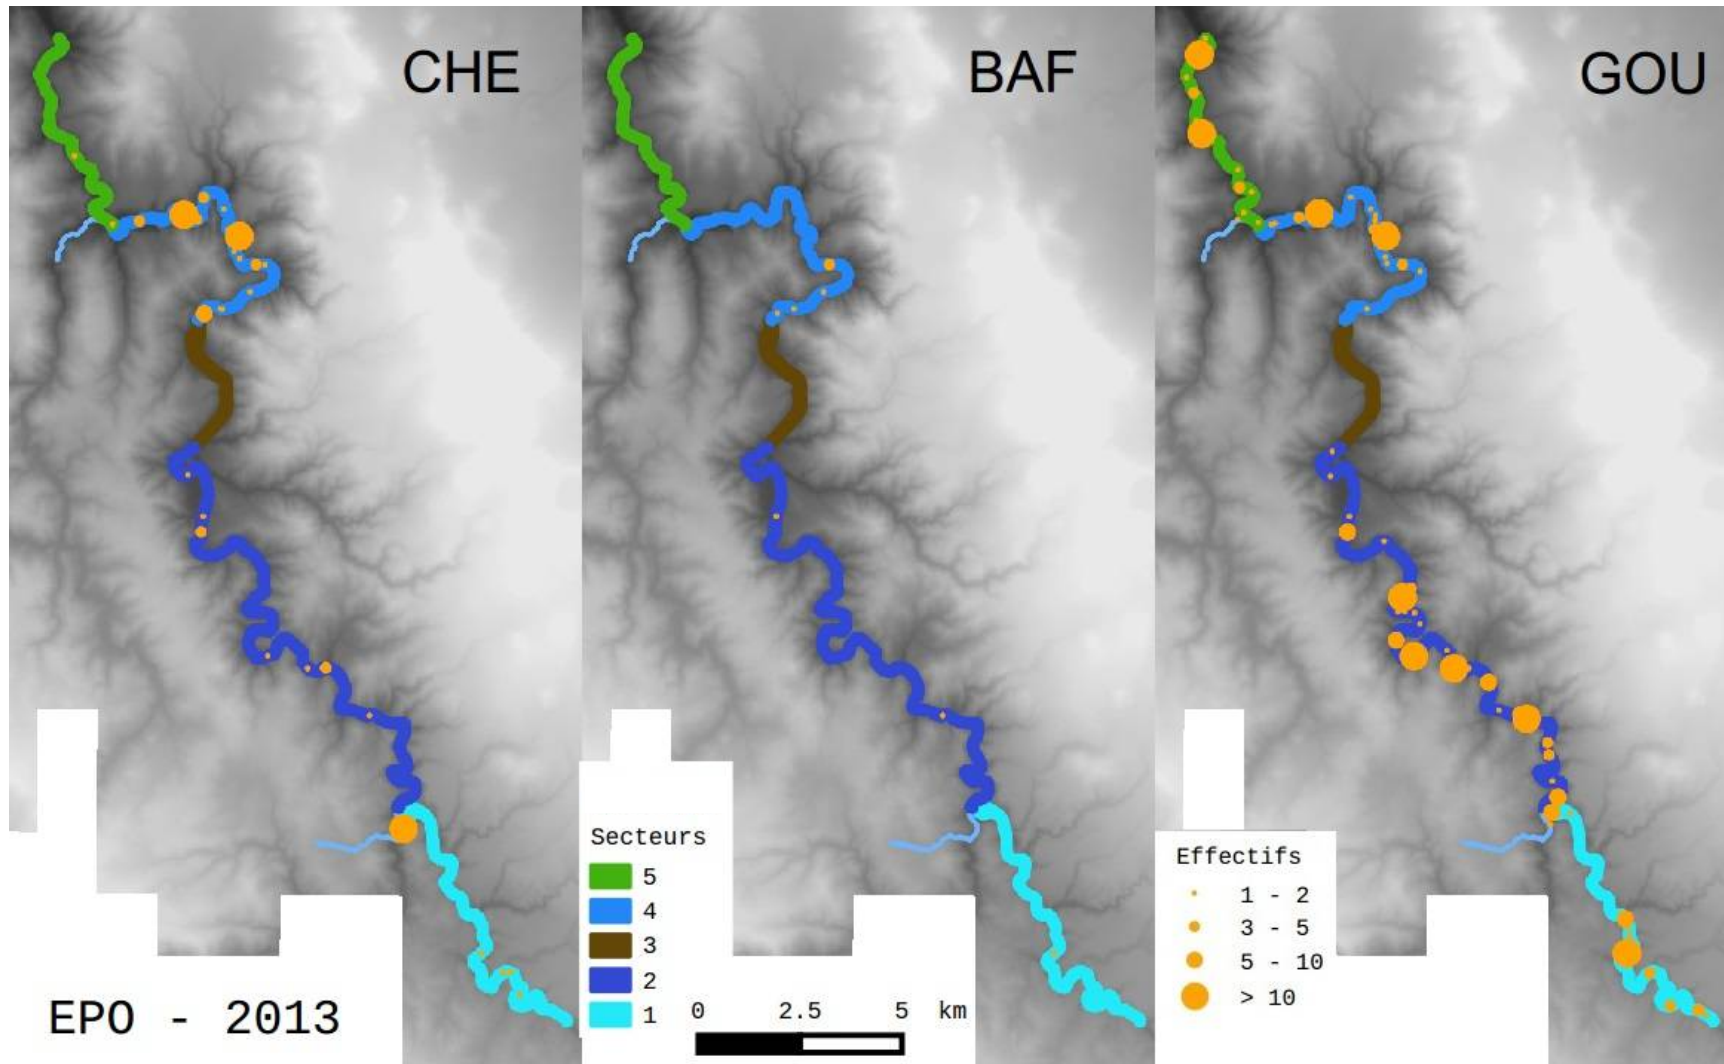 CHE
BAF
GOU
Secteurs
5
4
3
2
1
0 2.5 5 km
Effectifs
1 - 2
3 - 5
5 - 10
> 10
EPO - 2013